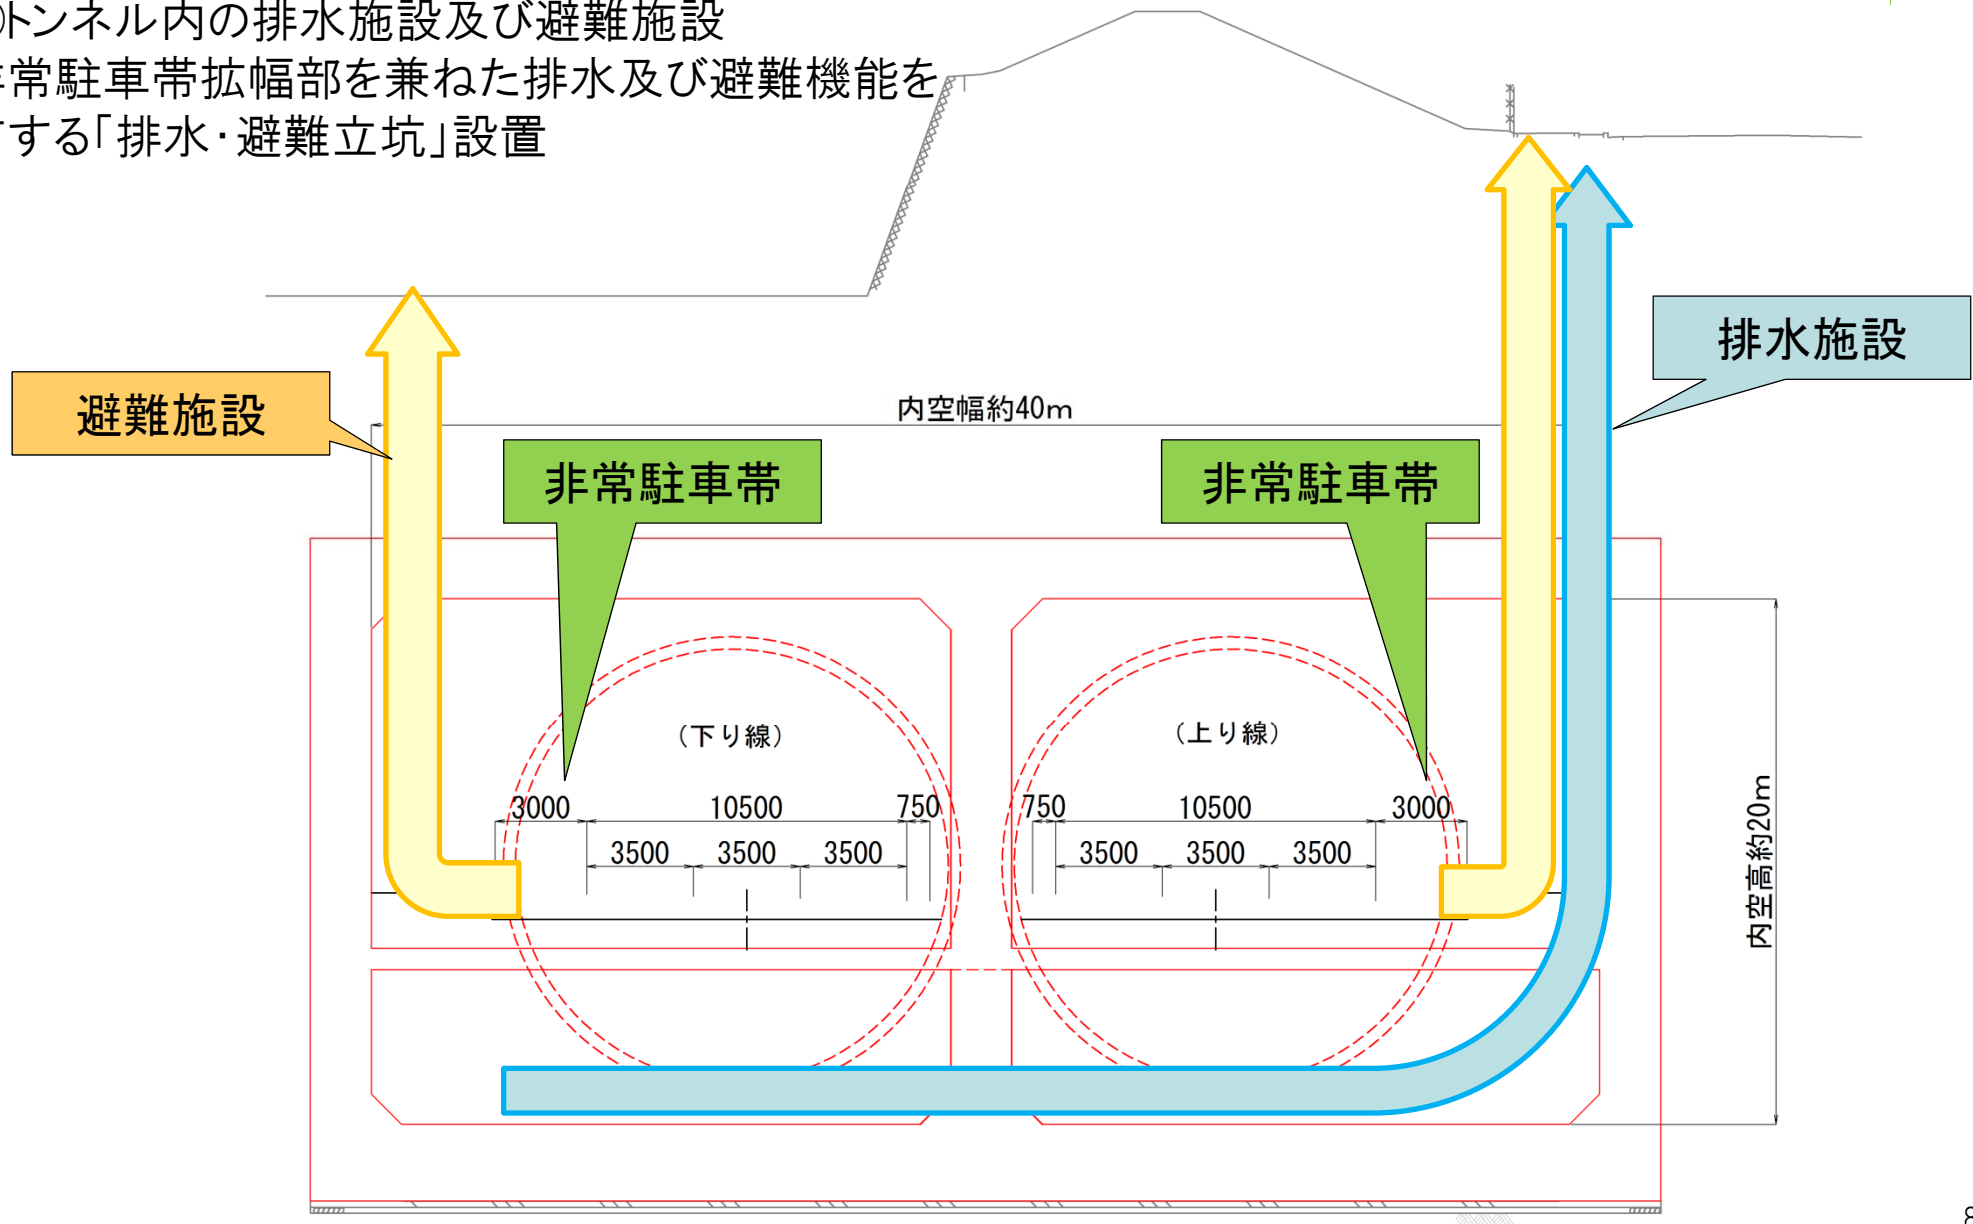 トンネル内の排水施設及び避難施設
常駐車帯拡幅部を兼ねた排水及び避難機能を
する「排水・避難立坑」設置
避難施設
排水施設
内空幅約40m
非常駐車帯
非常駐車帯
(下り線)
(上り線)
3000 10500 750
750 10500 3000
3500 3500 3500
3500 3500 3500
内空高約20m